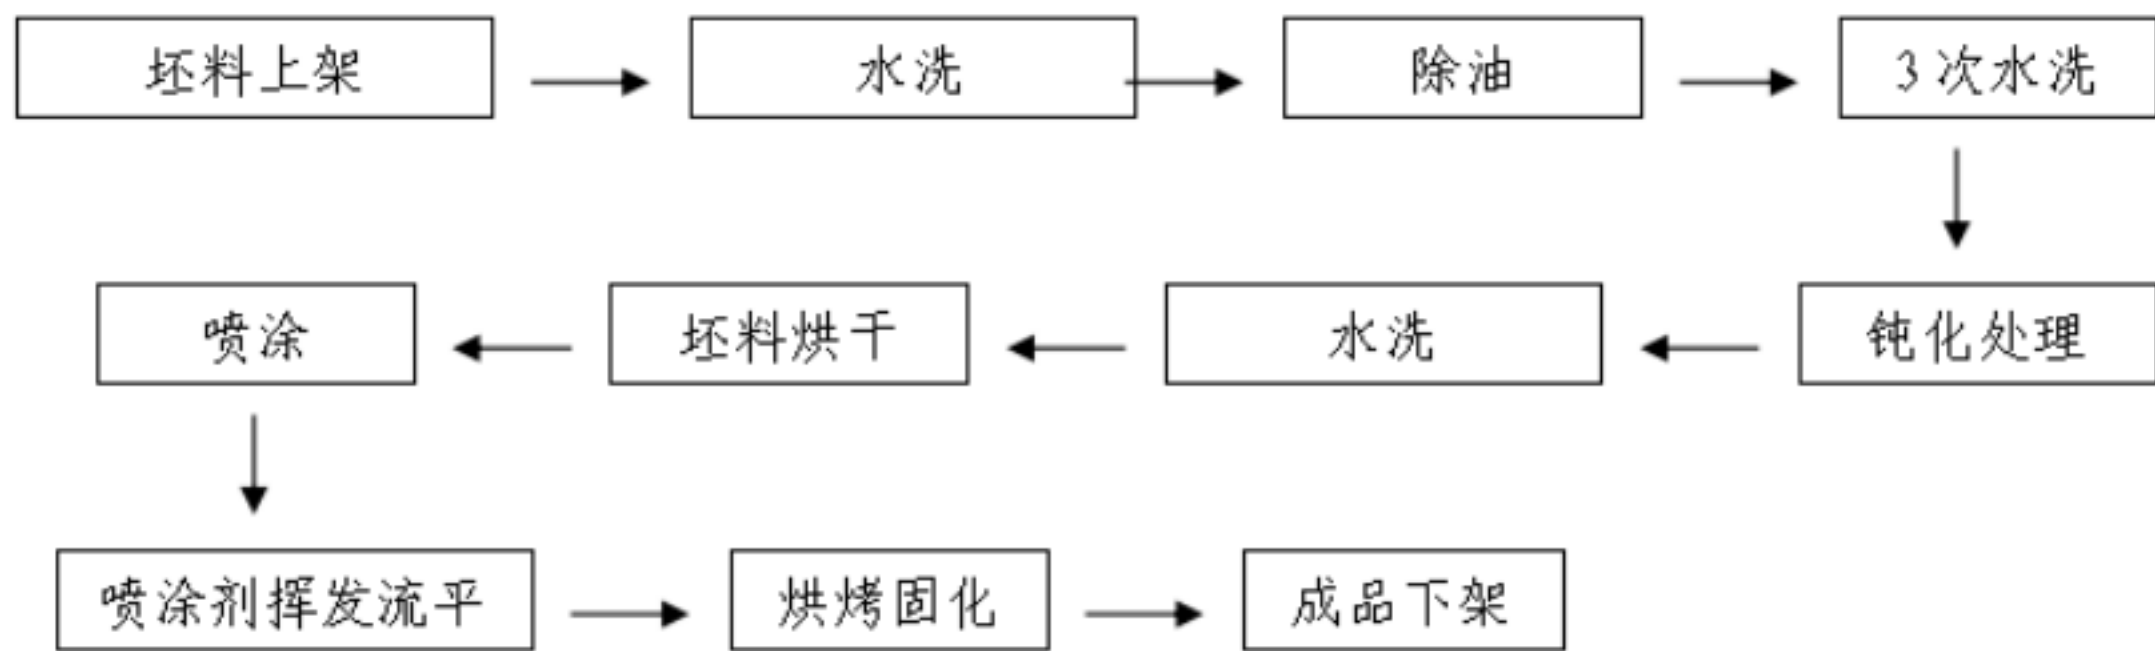 坯料上架 水洗 除油 3次水洗
喷涂 坯料烘干 水洗 钝化处理
喷涂剂挥发流平 烘烤固化 成品下架